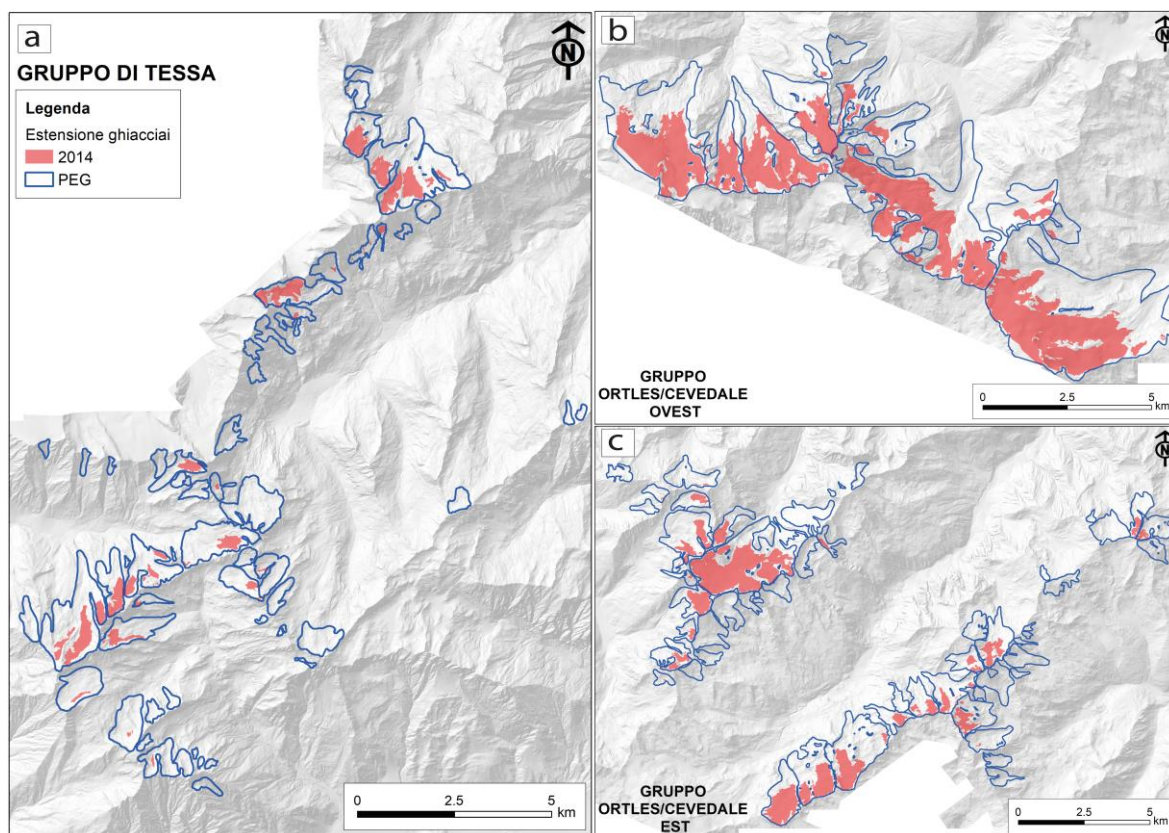 a
N
GRUPPO DI TESSA
Legenda
Estensione ghiacciai
2014
PEG
0 2.5 5
km
b
N
GRUPPO
ORTLES/CEVEDALE
OVEST
0 2.5 5
km
c
N
GRUPPO
ORTLES/CEVEDALE
EST
0 2.5 5
km